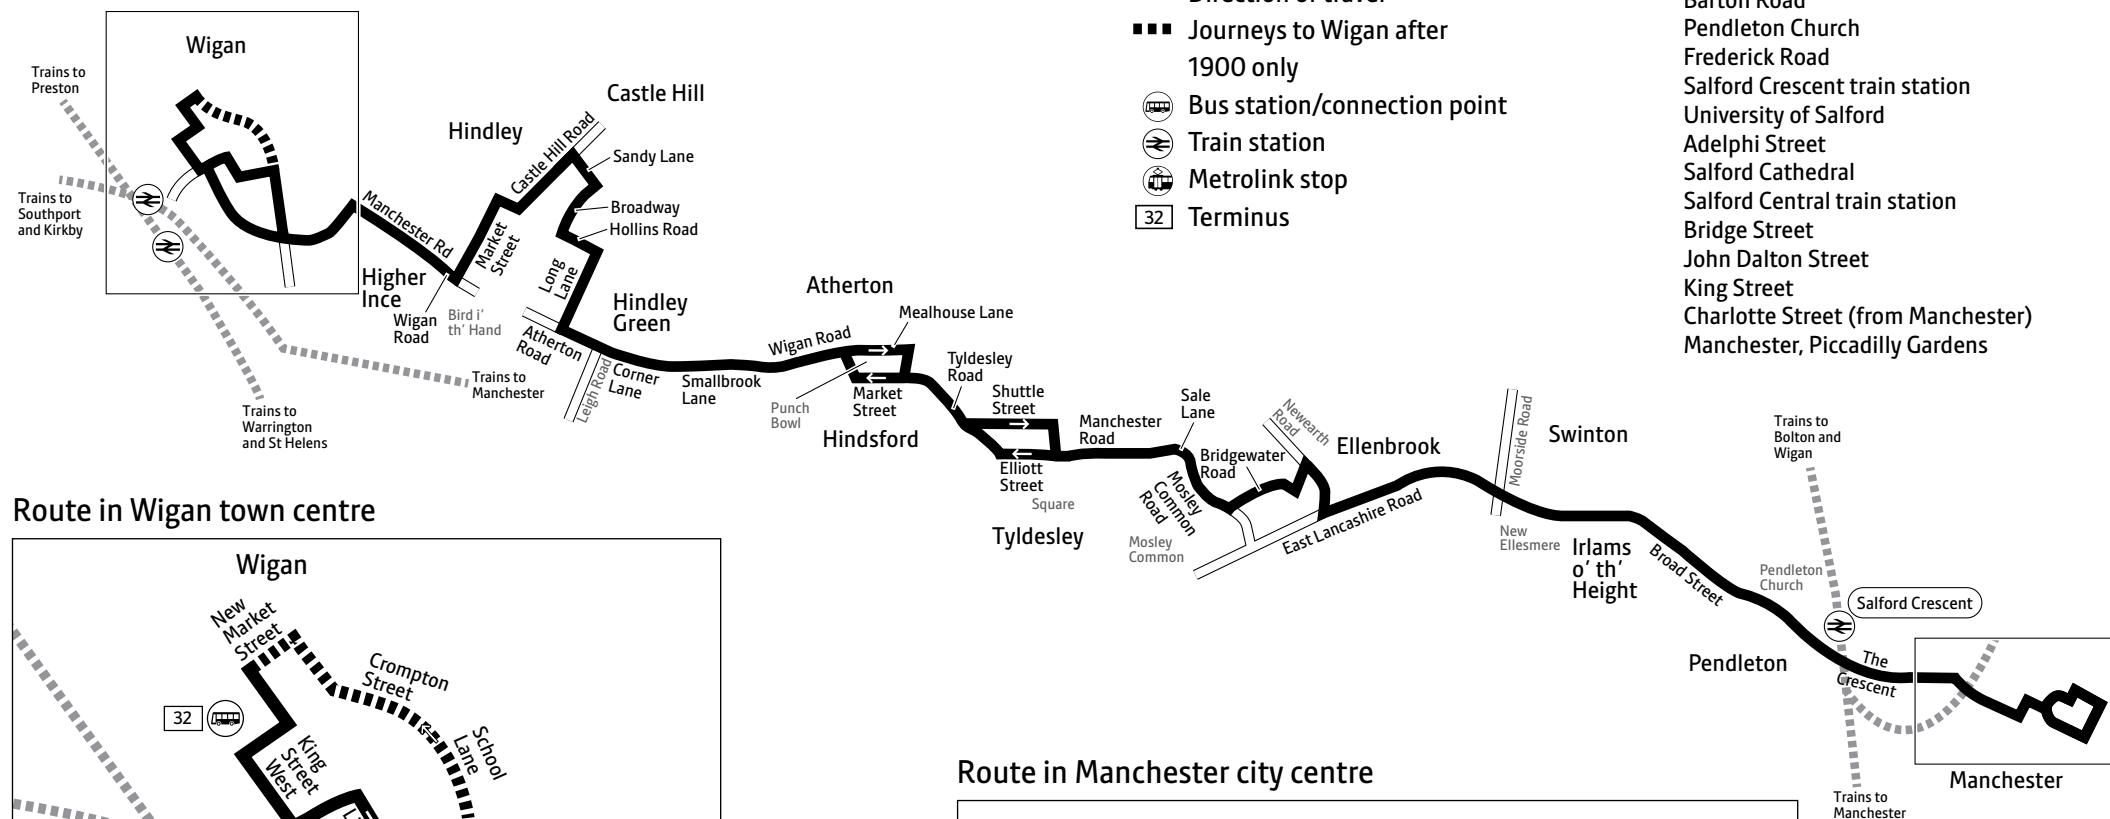 Wigan
Trains to
Preston
Trains to
Southport
and Kirkby
Trains to
Warrington
and St Helens
Trains to
Manchester
Manchester Rd
Higher
Ince
Wigan
Road
Bird i'
th' Hand
Hindley
Market
Street
Castle Hill Road
Castle Hill
Sandy Lane
Broadway
Hollins Road
Long
Lane
Hindley
Green
Atherton
Road
Leigh Road
Corner
Lane
Smallbrook
Lane
Wigan Road
Atherton
Mealhouse Lane
Punch
Bowl
Market
Street
Hindsford
Tyldesley
Road
Shuttle
Street
Elliott
Street
Square
Tyldesley
Manchester
Road
Sale
Lane
Mosley
Common
Road
Mosley
Common
Bridgewater
Road
Newearth
Road
Ellenbrook
East Lancashire Road
Moorside Road
Swinton
New
Ellesmere
Irlams
o' th'
Height
Broad Street
Pendleton
Church
Pendleton
Trains to
Bolton and
Wigan
Salford Crescent
The
Crescent
Manchester
Trains to
Manchester
Journeys to Wigan after
1900 only
Bus station/connection point
Train station
Metrolink stop
32 Terminus
Barton Road
Pendleton Church
Frederick Road
Salford Crescent train station
University of Salford
Adelphi Street
Salford Cathedral
Salford Central train station
Bridge Street
John Dalton Street
King Street
Charlotte Street (from Manchester)
Manchester, Piccadilly Gardens
Route in Wigan town centre
Wigan
New
Market
Street
Crompton
Street
School
Lane
32
King
Street
West
Route in Manchester city centre